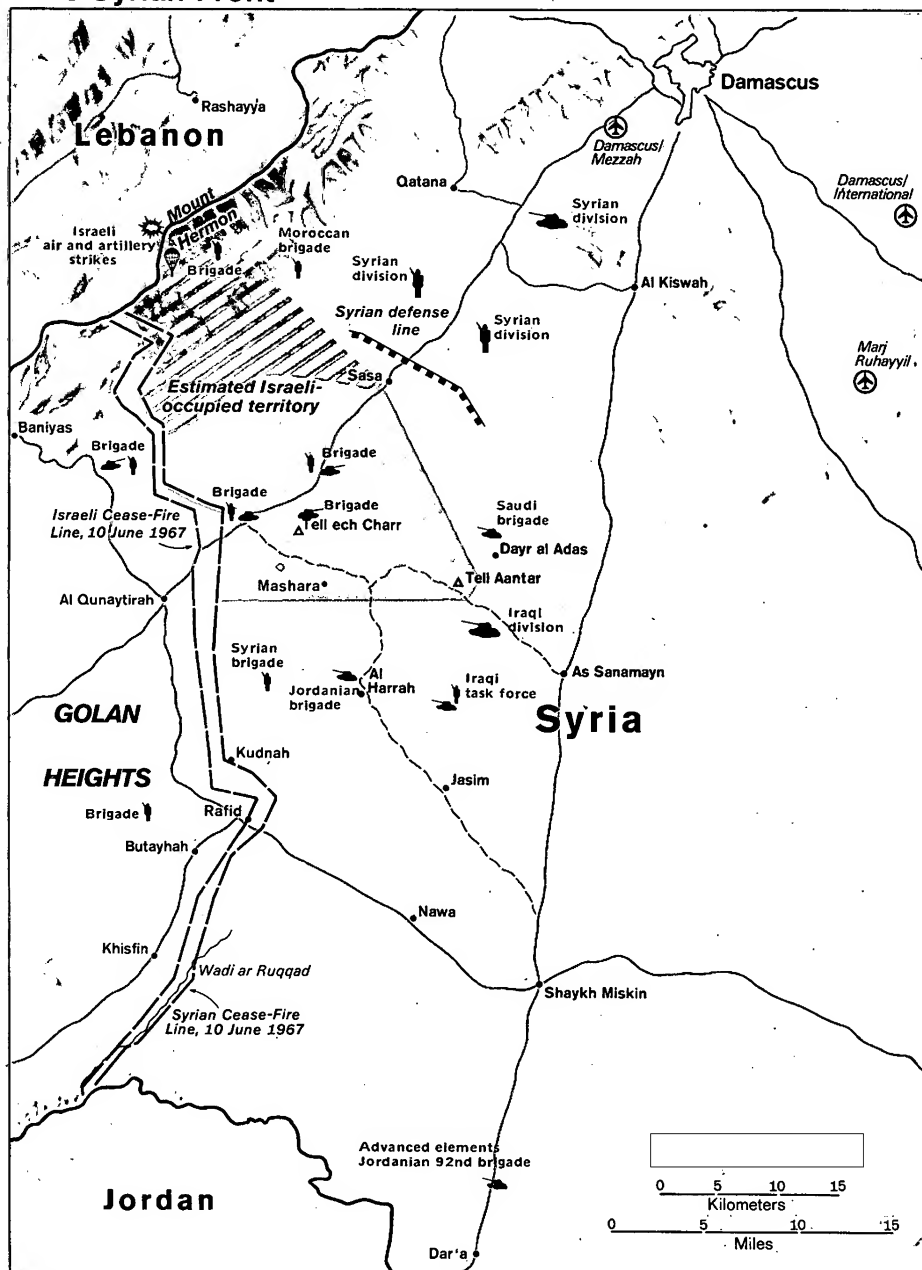 Syrian Front
Damascus
Rashayya
Lebanon
Damascus/
Mezzah
Qatana
Damascus/
International
Mount
Hermon
Israeli
air and artillery
strikes
Brigade
Moroccan
brigade
Syrian
division
Syrian
division
Al Kiswah
Syrian defense
line
Syrian
division
Marj
Ruhayyil
Sasa
Estimated Israeli-
occupied territory
Baniyas
Brigade
Brigade
Brigade
Brigade
Tell ech Charr
Saudi
brigade
Dayr al Adas
Israeli Cease-Fire
Line, 10 June 1967
Mashara
Tell Aantar
Al Qunaytirah
Iraqi
division
Syrian
brigade
Jordanian
brigade
Al
Harrah
Iraqi
task force
As Sanamayn
GOLAN
HEIGHTS
Syria
Kudnah
Jasim
Brigade
Rafid
Butayhah
Nawa
Khisfin
Wadi ar Ruqqad
Shaykh Miskin
Syrian Cease-Fire
Line, 10 June 1967
Advanced elements
Jordanian 92nd brigade
Jordan
0 5 10 15
Kilometers
0 5 10 15
Miles
Dar'a